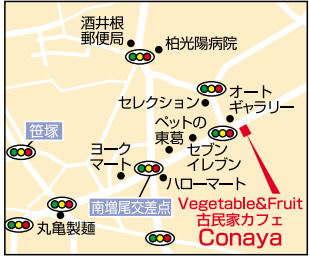 酒井根
郵便局
柏光陽病院
セレクション
オート
ギャラリー
ペットの
東葛
笹塚
ヨーク
マート
セブン
イレブン
ハローマート
南増尾交差点
丸亀製麺
Vegetable&Fruit
古民家カフェ
Conaya